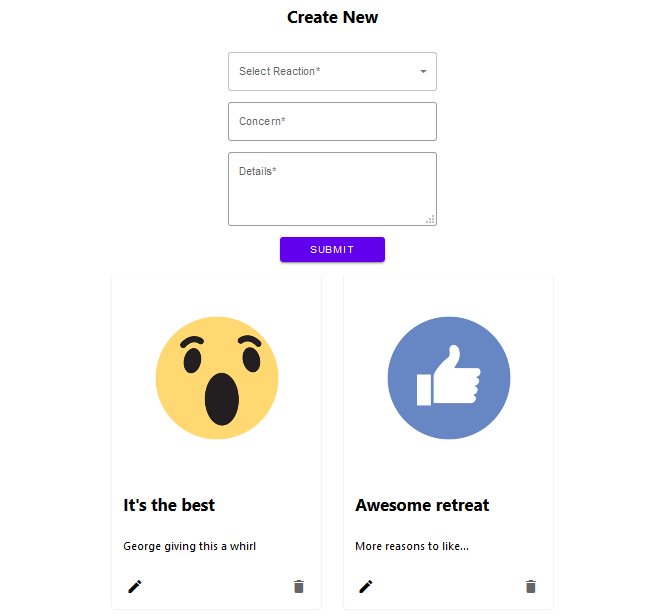 Create New
Select Reaction*
Concern*
Details*
SUBMIT
It's the best
George giving this a whirl
Awesome retreat
More reasons to like...